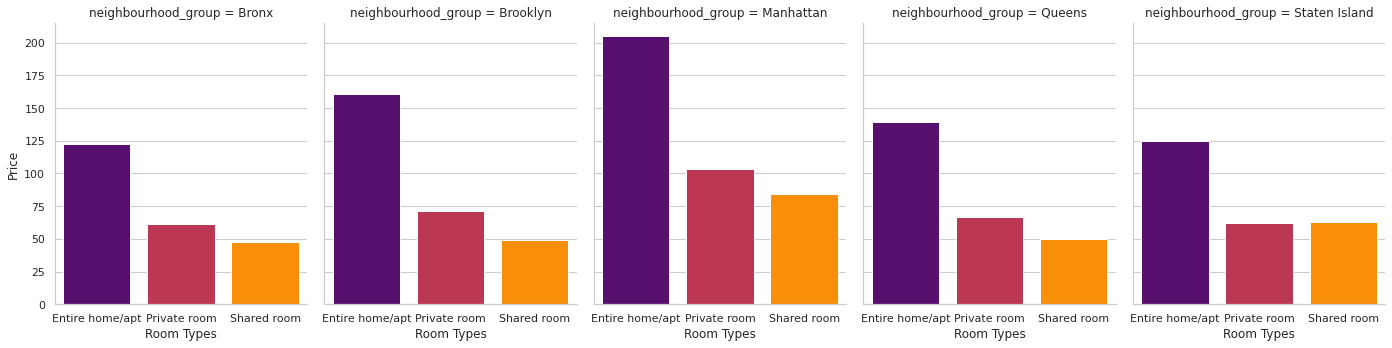 neighbourhood_group = Bronx
neighbourhood_group = Brooklyn
neighbourhood_group = Manhattan
neighbourhood_group = Queens
neighbourhood_group = Staten Island
Price
200
175
150
125
100
75
50
25
0
Entire home/apt Private room Shared room
Room Types
Entire home/apt Private room Shared room
Room Types
Entire home/apt Private room Shared room
Room Types
Entire home/apt Private room Shared room
Room Types
Entire home/apt Private room Shared room
Room Types